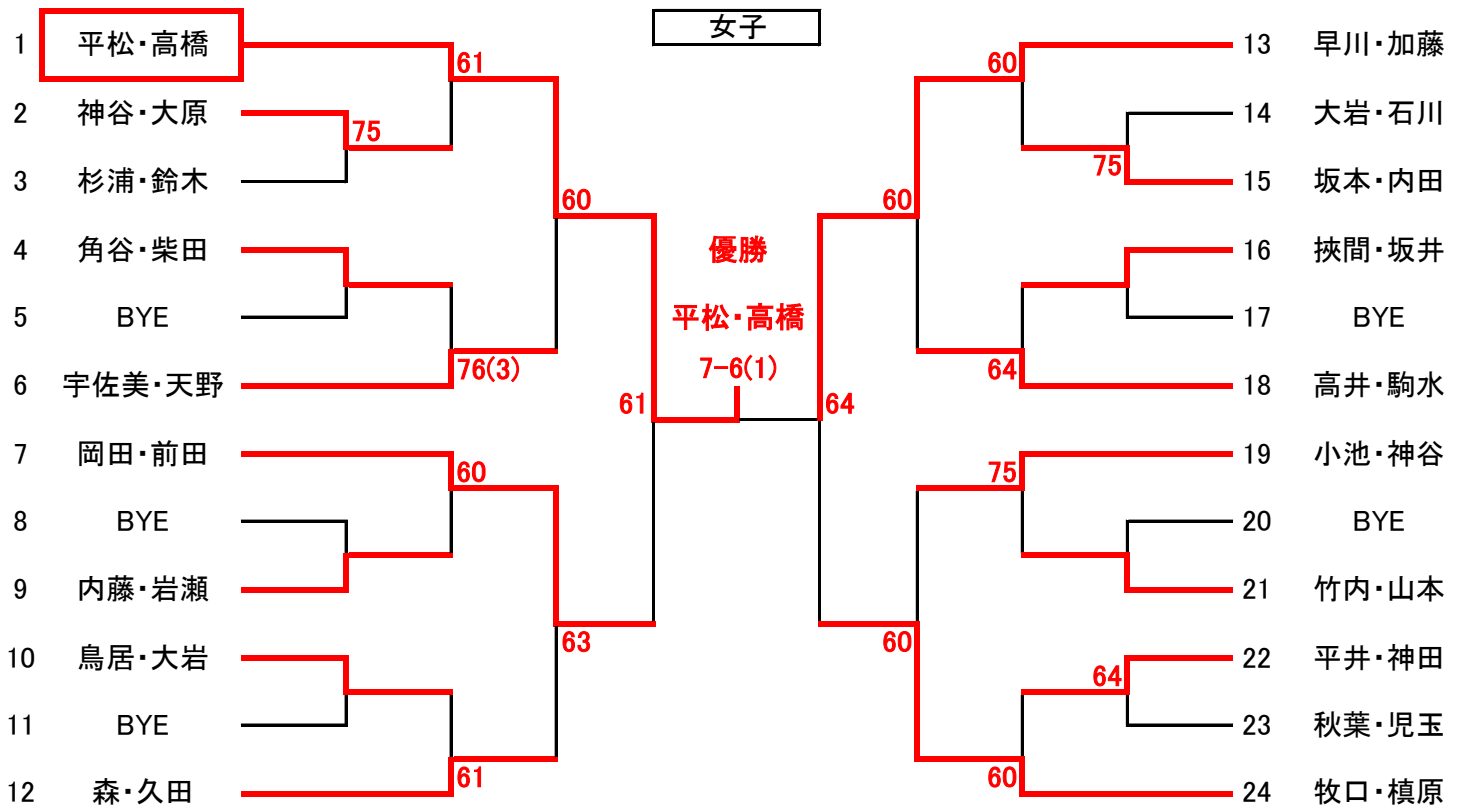 女子
1 平松・高橋
2 神谷・大原
3 杉浦・鈴木
4 角谷・柴田
5 BYE
6 宇佐美・天野
7 岡田・前田
8 BYE
9 内藤・岩瀬
10 鳥居・大岩
11 BYE
12 森・久田
61
75
60
76(3)
61
60
63
61
優勝
平松・高橋
7-6(1)
60
75
60
64
64
75
60
64
60
13 早川・加藤
14 大岩・石川
15 坂本・内田
16 挾間・坂井
17 BYE
18 高井・駒水
19 小池・神谷
20 BYE
21 竹内・山本
22 平井・神田
23 秋葉・児玉
24 牧口・槙原